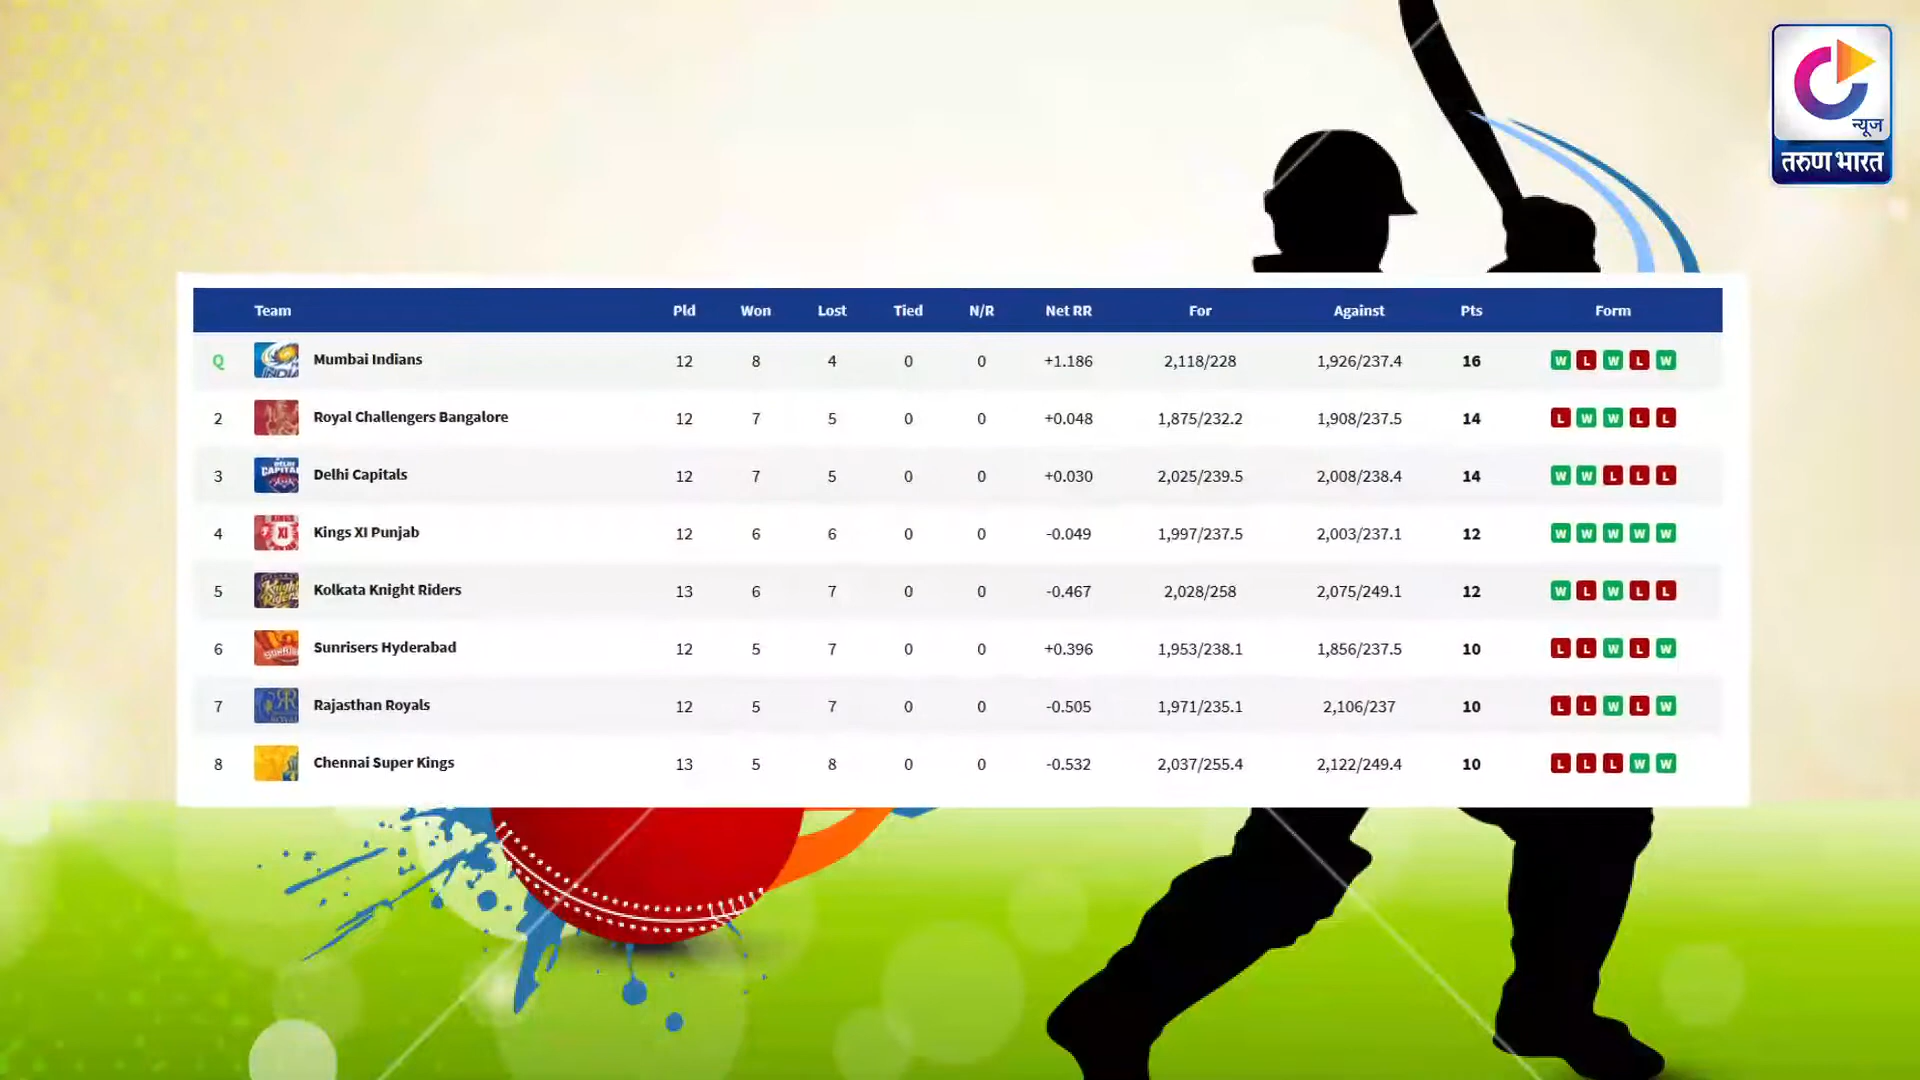 न्यूज
तरुण भारत
Team Pld Won Lost Tied N/R Net RR For Against Pts Form
Q Mumbai Indians 12 8 4 0 0 +1.186 2,118/228 1,926/237.4 16 W L W L W
2 Royal Challengers Bangalore 12 7 5 0 0 +0.048 1,875/232.2 1,908/237.5 14 L W W L L
3 Delhi Capitals 12 7 5 0 0 +0.030 2,025/239.5 2,008/238.4 14 W W L L L
4 Kings XI Punjab 12 6 6 0 0 -0.049 1,997/237.5 2,003/237.1 12 W W W W W
5 Kolkata Knight Riders 13 6 7 0 0 -0.467 2,028/258 2,075/249.1 12 W L W L L
6 Sunrisers Hyderabad 12 5 7 0 0 +0.396 1,953/238.1 1,856/237.5 10 L L W L W
7 Rajasthan Royals 12 5 7 0 0 -0.505 1,971/235.1 2,106/237 10 L L W L W
8 Chennai Super Kings 13 5 8 0 0 -0.532 2,037/255.4 2,122/249.4 10 L L L W W